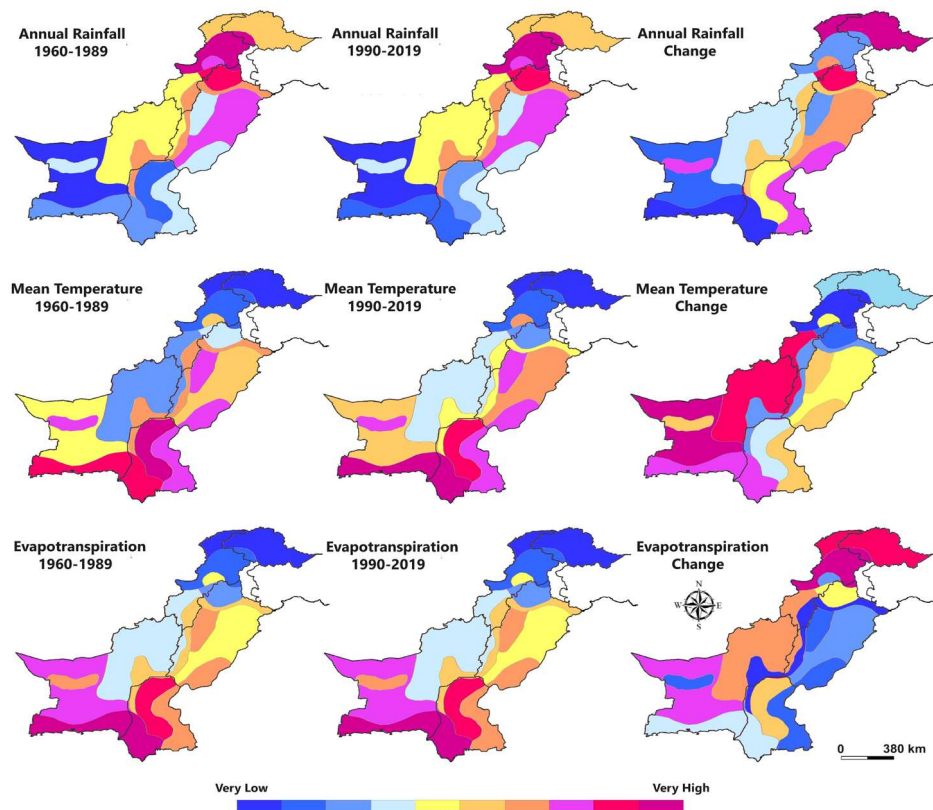 Annual Rainfall
1960-1989
Annual Rainfall
1990-2019
Annual Rainfall
Change
Mean Temperature
1960-1989
Mean Temperature
1990-2019
Mean Temperature
Change
Evapotranspiration
1960-1989
Evapotranspiration
1990-2019
Evapotranspiration
Change
N
W E
S
0 380 km
Very Low Very High